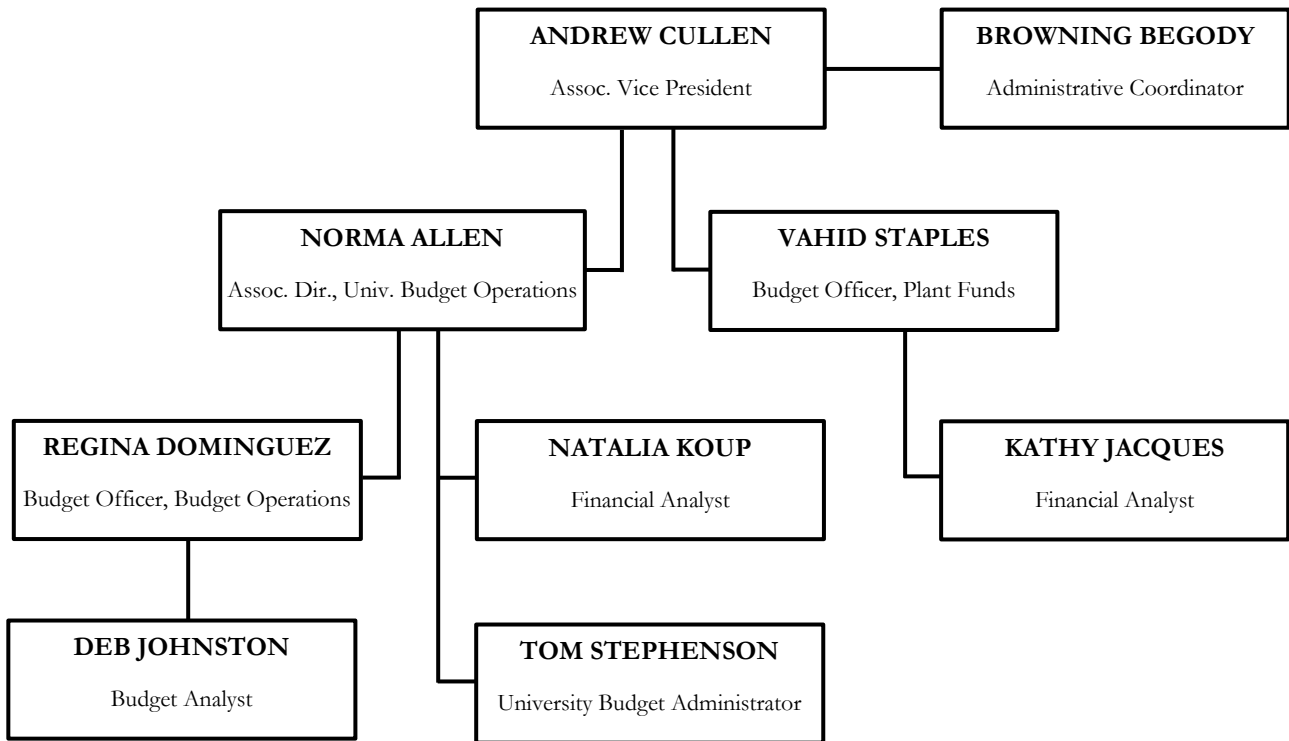 ANDREW CULLEN
Assoc. Vice President
BROWNING BEGODY
Administrative Coordinator
NORMA ALLEN
Assoc. Dir., Univ. Budget Operations
VAHID STAPLES
Budget Officer, Plant Funds
REGINA DOMINGUEZ
Budget Officer, Budget Operations
NATALIA KOUP
Financial Analyst
KATHY JACQUES
Financial Analyst
DEB JOHNSTON
Budget Analyst
TOM STEPHENSON
University Budget Administrator